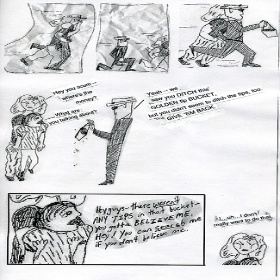 Hey you scum -
where's the
money?
What are
you talking about?
Yeah - we
saw you DITCH that
GOLDEN tip BUCKET,
but you didn't seem to ditch the tips, too.
GIVE 'EM BACK.
Hey guys- there weren't
ANY TIPS in that bucket-
you gotta BELIEVE ME.
Hey! You can SEARCH me
if you don't believe me.
I don't
really want to do that.